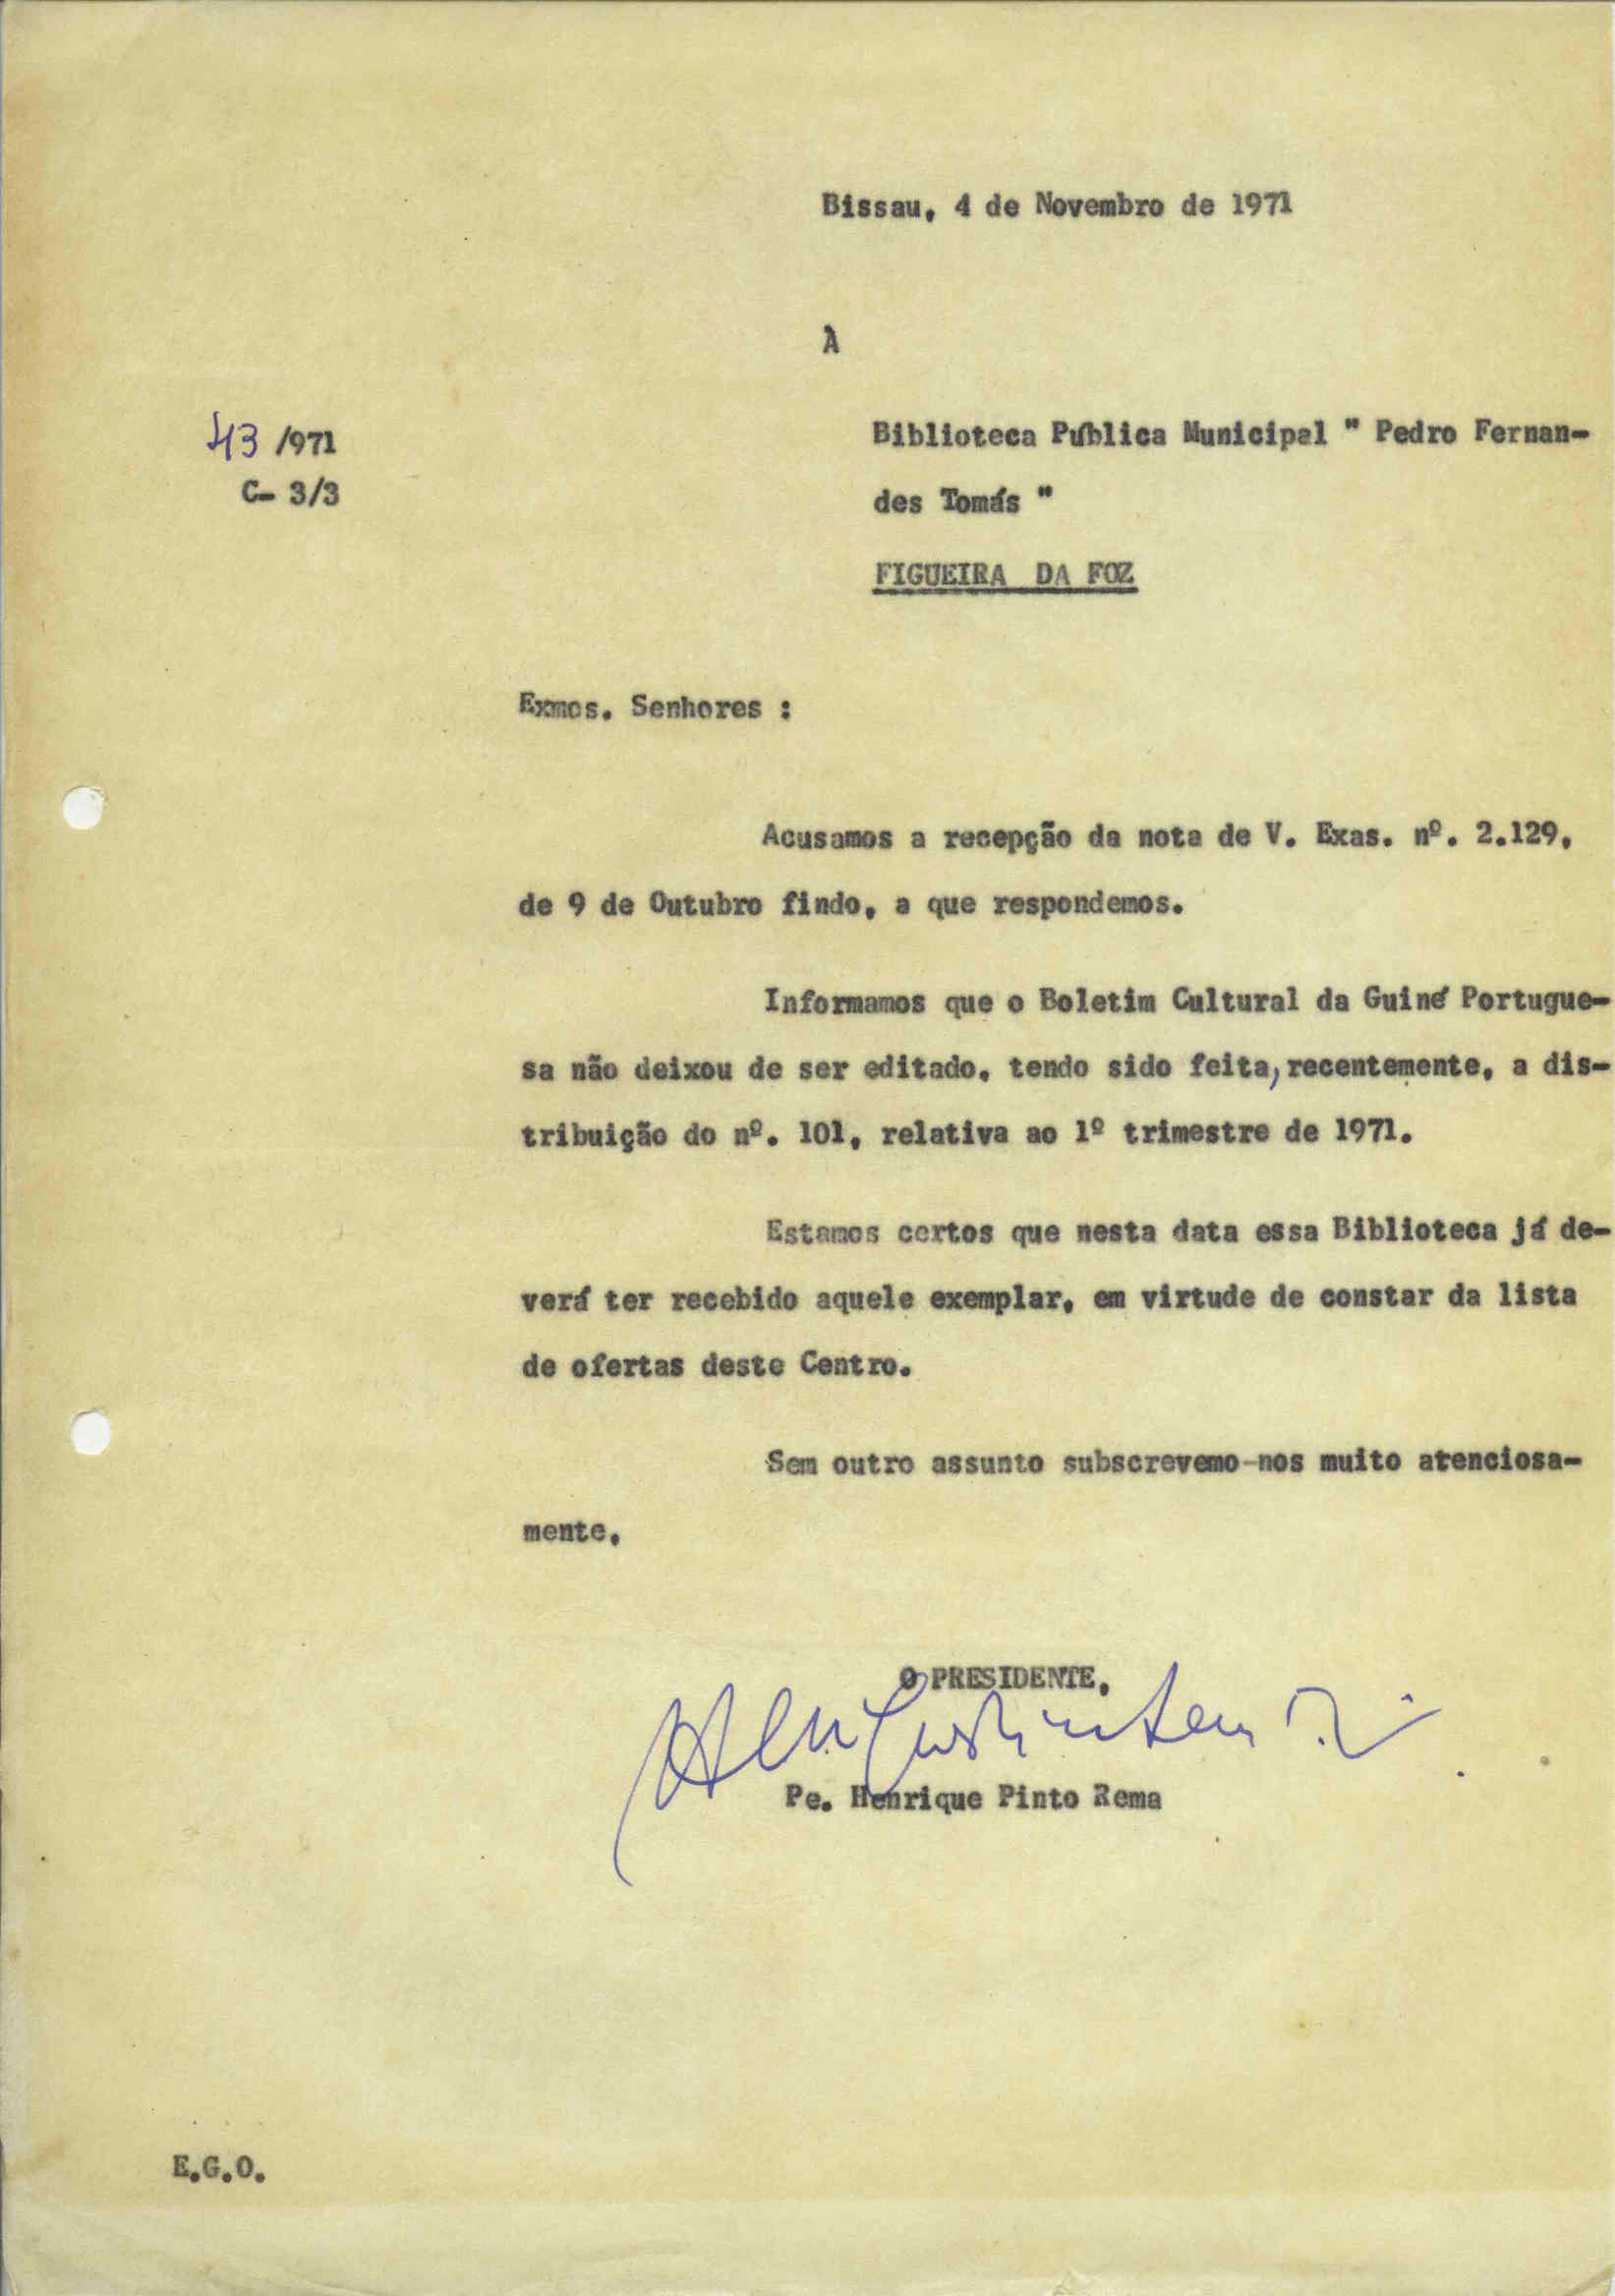 Bissau, 4 de Novembro de 1971
À
43 /971
C- 3/3
Biblioteca Pública Municipal " Pedro Fernan-
des Tomás "
FIGUEIRA DA FOZ
Exmos. Senhores :
Acusamos a recepção da nota de V. Exas. nº. 2.129,
de 9 de Outubro findo, a que respondemos.
Informamos que o Boletim Cultural da Guiné Portugue-
sa não deixou de ser editado, tendo sido feita, recentemente, a dis-
tribuição do nº. 101, relativa ao 1º trimestre de 1971.
Estamos certos que nesta data essa Biblioteca já de-
verá ter recebido aquele exemplar, em virtude de constar da lista
de ofertas deste Centro.
Sem outro assunto subscrevemo-nos muito atenciosa-
mente,
O PRESIDENTE,
Pe. Henrique Pinto Rema
E.G.O.